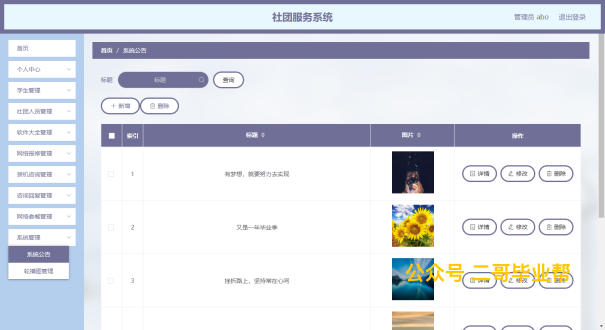 社团服务系统
管理员 abo 退出登录
首页
个人中心
学生管理
社团人员管理
软件大全管理
网络报修管理
咨询回复管理
网络套餐管理
系统管理
系统公告
轮播图管理
首页 / 系统公告
标题 标题 查询
+ 新增 删除
索引 标题 图片 操作
1 有梦想，就要努力去实现 详情 修改 删除
2 又是一年毕业季 详情 修改 删除
3 挫折路上，坚持常在心间 详情 修改 删除
公众号 二哥毕业帮